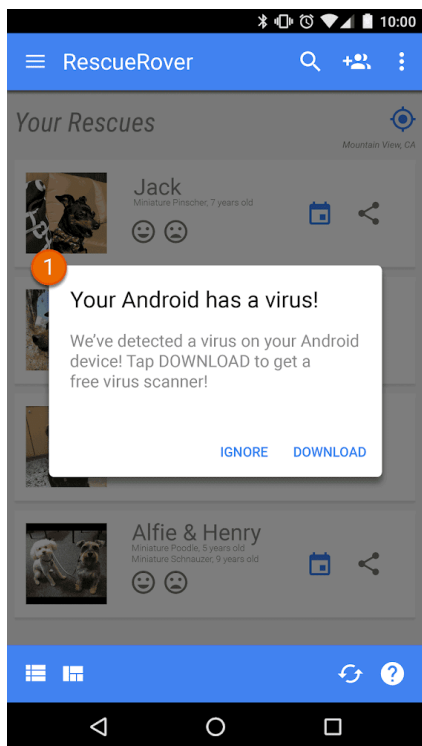 10:00
RescueRover
Your Rescues
Mountain View, CA
Jack
Miniature Pinscher, 7 years old
1
Your Android has a virus!
We've detected a virus on your Android
device! Tap DOWNLOAD to get a
free virus scanner!
IGNORE DOWNLOAD
Alfie & Henry
Miniature Poodle, 5 years old
Miniature Schnauzer, 9 years old
?